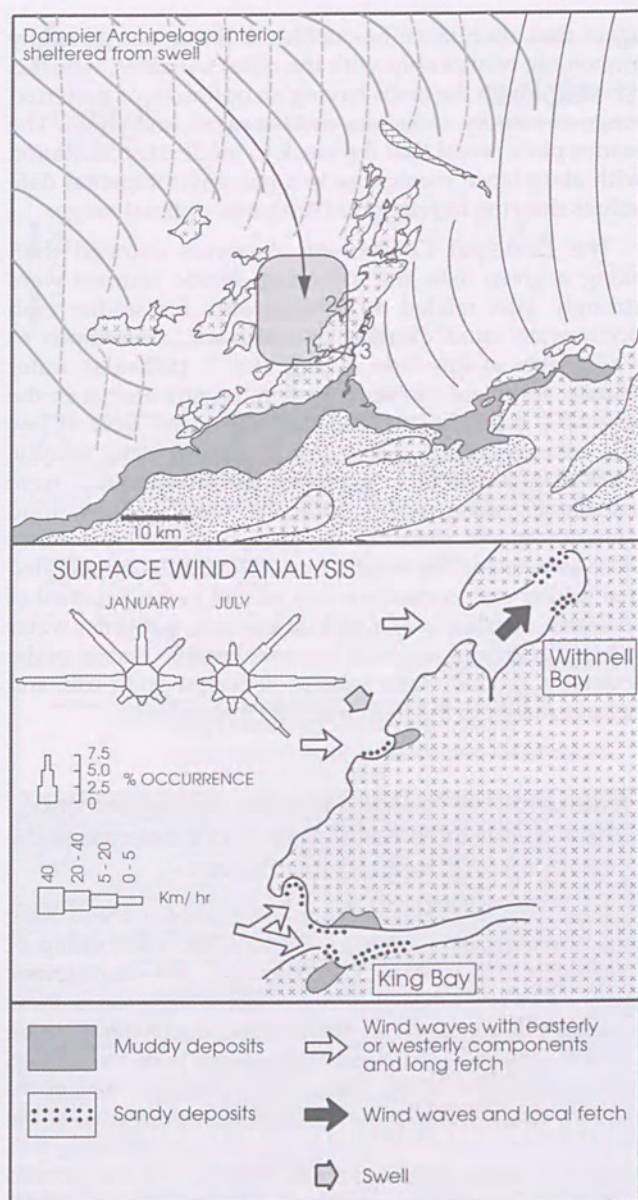 Dampier Archipelago interior
sheltered from swell
2
10 km
SURFACE WIND ANALYSIS
JANUARY JULY
Withnell
Bay
7.5
5.0
2.5
0
% OCCURRENCE
40
20 - 40
5 - 20
0 - 5
Km/ hr
King Bay
Muddy deposits
Wind waves with easterly
or westerly components
and long fetch
Sandy deposits
Wind waves and local fetch
Swell